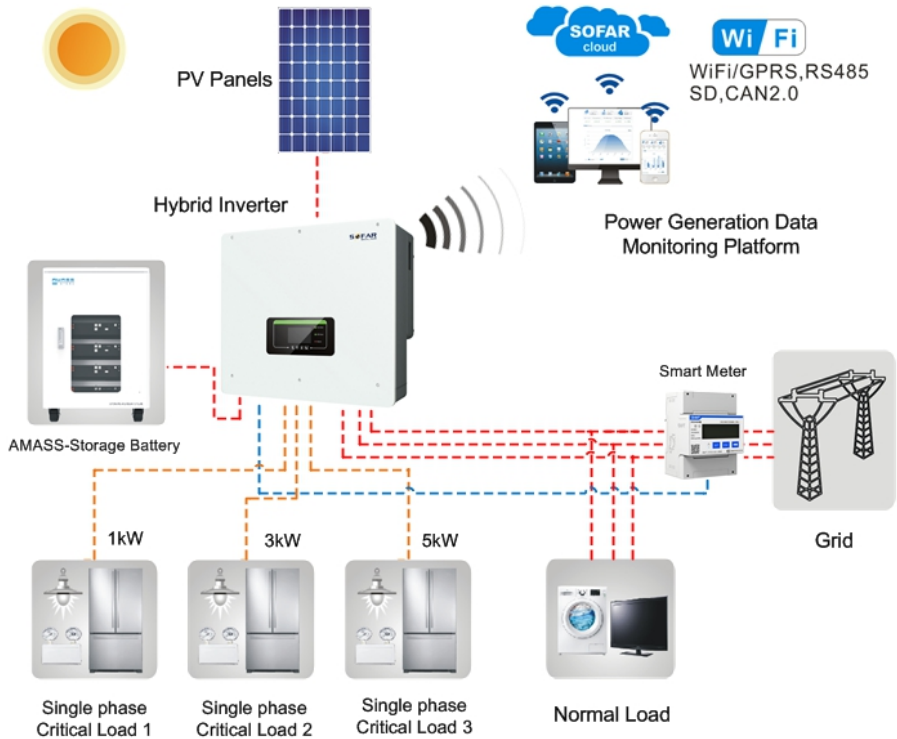 SOFAR
cloud
Wi Fi
WiFi/GPRS,RS485
SD,CAN2.0
PV Panels
Hybrid Inverter
Power Generation Data
Monitoring Platform
SOFAR
AMASS
Smart Meter
AMASS-Storage Battery
Grid
1kW
3kW
5kW
Single phase
Critical Load 1
Single phase
Critical Load 2
Single phase
Critical Load 3
Normal Load